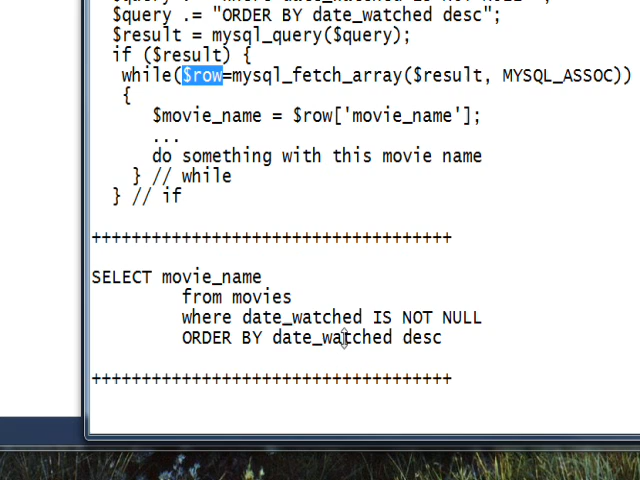 $query .= "ORDER BY date_watched desc";
$result = mysql_query($query);
if ($result) {
while($row=mysql_fetch_array($result, MYSQL_ASSOC))
{
$movie_name = $row['movie_name'];
...
do something with this movie name
} // while
} // if
++++++++++++++++++++++++++++++++++++
SELECT movie_name
from movies
where date_watched IS NOT NULL
ORDER BY date_watched desc
++++++++++++++++++++++++++++++++++++